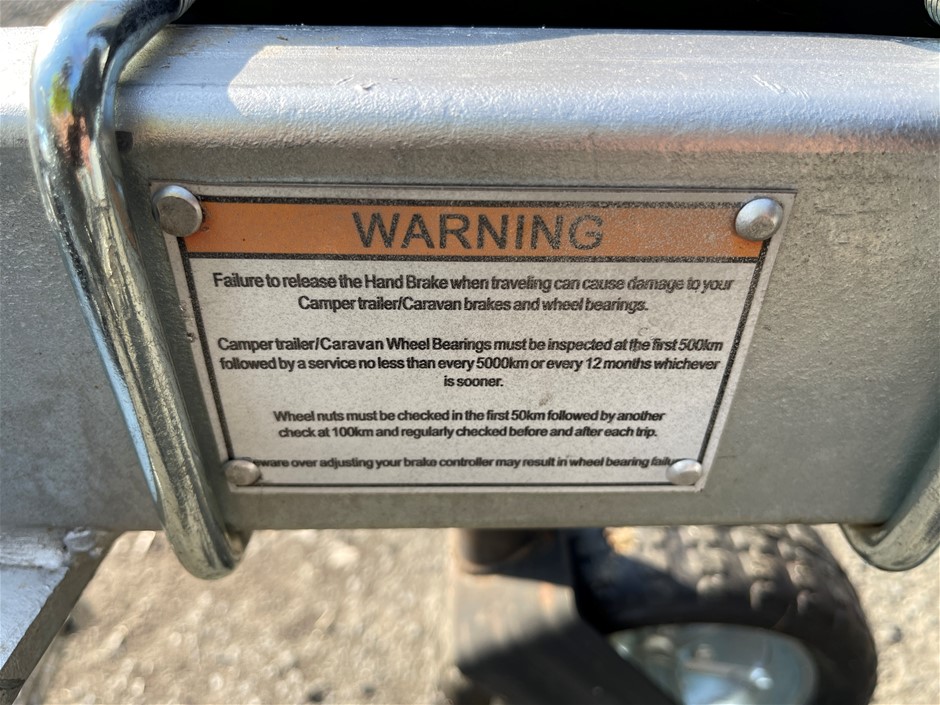 WARNING
Failure to release the Hand Brake when traveling can cause damage to your
Camper trailer/Caravan brakes and wheel bearings.
Camper trailer/Caravan Wheel Bearings must be inspected at the first 500km
followed by a service no less than every 5000km or every 12 months whichever
is sooner.
Wheel nuts must be checked in the first 50km followed by another
check at 100km and regularly checked before and after each trip.
over adjusting your brake controller may result in wheel bearing